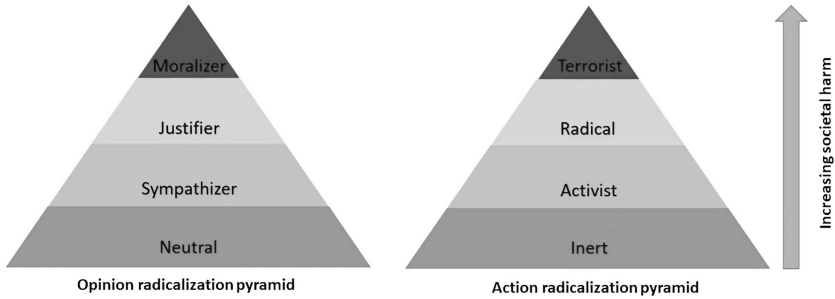 Moralizer
Justifier
Sympathizer
Neutral
Opinion radicalization pyramid
Terrorist
Radical
Activist
Inert
Action radicalization pyramid
Increasing societal harm